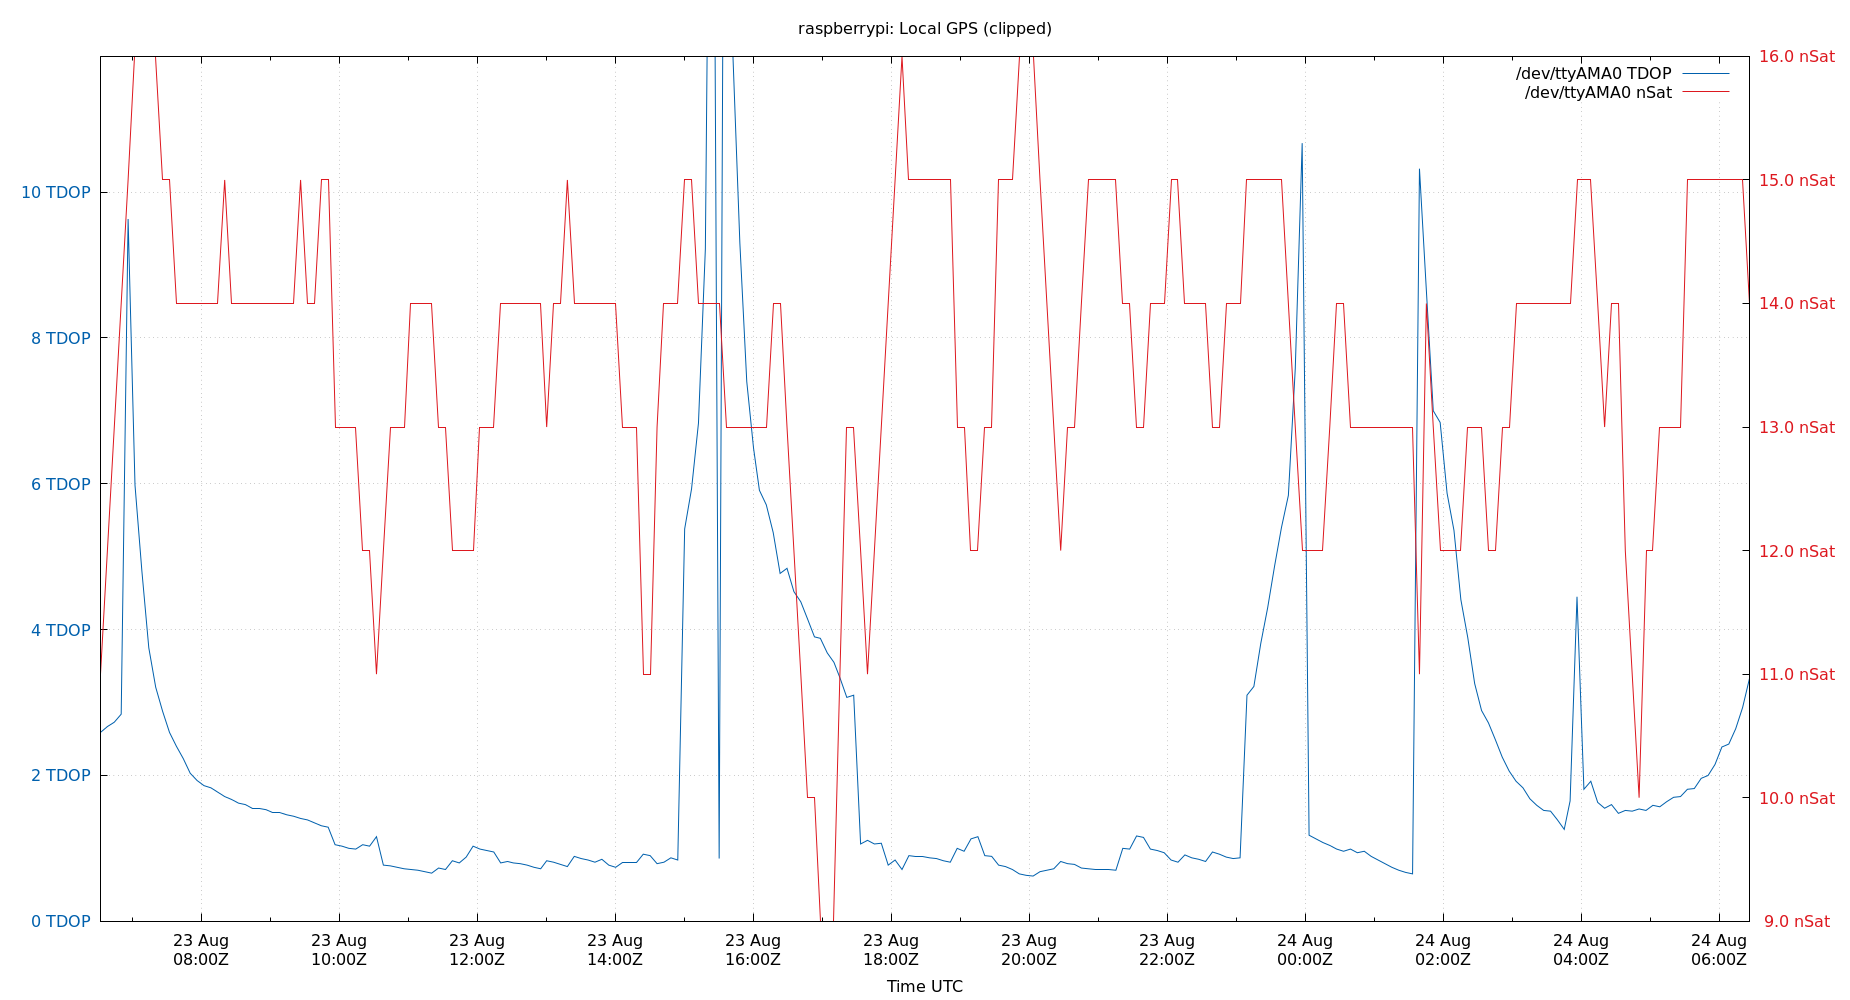 raspberrypi: Local GPS (clipped)
16.0 nSat
/dev/ttyAMA0 TDOP
/dev/ttyAMA0 nSat
10 TDOP
15.0 nSat
14.0 nSat
8 TDOP
13.0 nSat
6 TDOP
12.0 nSat
4 TDOP
11.0 nSat
2 TDOP
10.0 nSat
0 TDOP
9.0 nSat
23 Aug 23 Aug 23 Aug 23 Aug 23 Aug 23 Aug 23 Aug 23 Aug 24 Aug 24 Aug 24 Aug 24 Aug
08:00Z 10:00Z 12:00Z 14:00Z 16:00Z 18:00Z 20:00Z 22:00Z 00:00Z 02:00Z 04:00Z 06:00Z
Time UTC